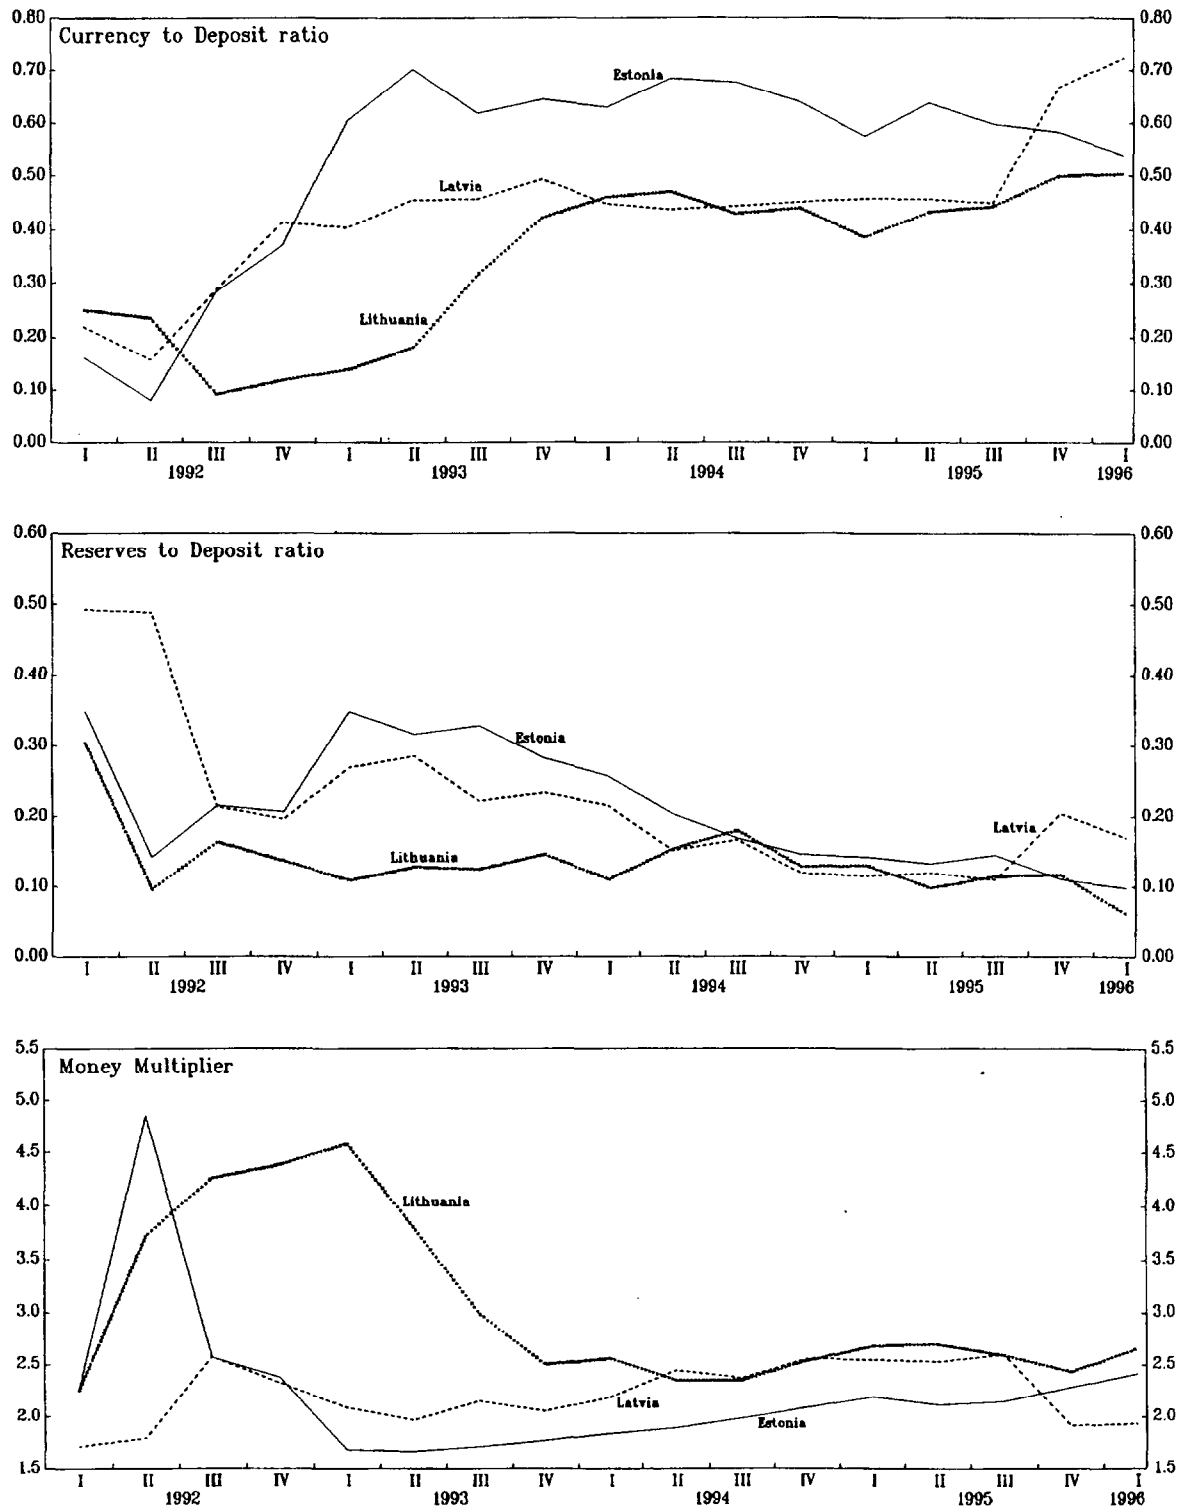 0.80 0.80
Currency to Deposit ratio
0.70 Estonia 0.70
0.60 0.60
0.50 Latvia 0.50
0.40 0.40
0.30 0.30
Lithuania
0.20 0.20
0.10 0.10
0.00 0.00
I II III IV I II III IV I II III IV I II III IV I
1992 1993 1994 1995 1996
0.60 0.60
Reserves to Deposit ratio
0.50 0.50
0.40 0.40
0.30 Estonia 0.30
0.20 0.20
Latvia
Lithuania
0.10 0.10
0.00 0.00
I II III IV I II III IV I II III IV I II III IV I
1992 1993 1994 1995 1996
5.5 5.5
Money Multiplier
5.0 5.0
4.5 4.5
4.0 Lithuania 4.0
3.5 3.5
3.0 3.0
2.5 2.5
Latvia
2.0 Estonia 2.0
1.5 1.5
I II III IV I II III IV I II III IV I II III IV I
1992 1993 1994 1995 1996